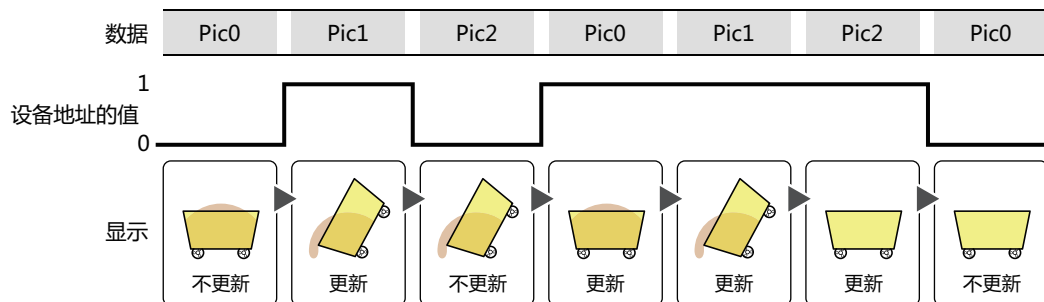 数据 Pic0 Pic1 Pic2 Pic0 Pic1 Pic2 Pic0
1
设备地址的值
0
显示
不更新 更新 不更新 更新 更新 更新 不更新